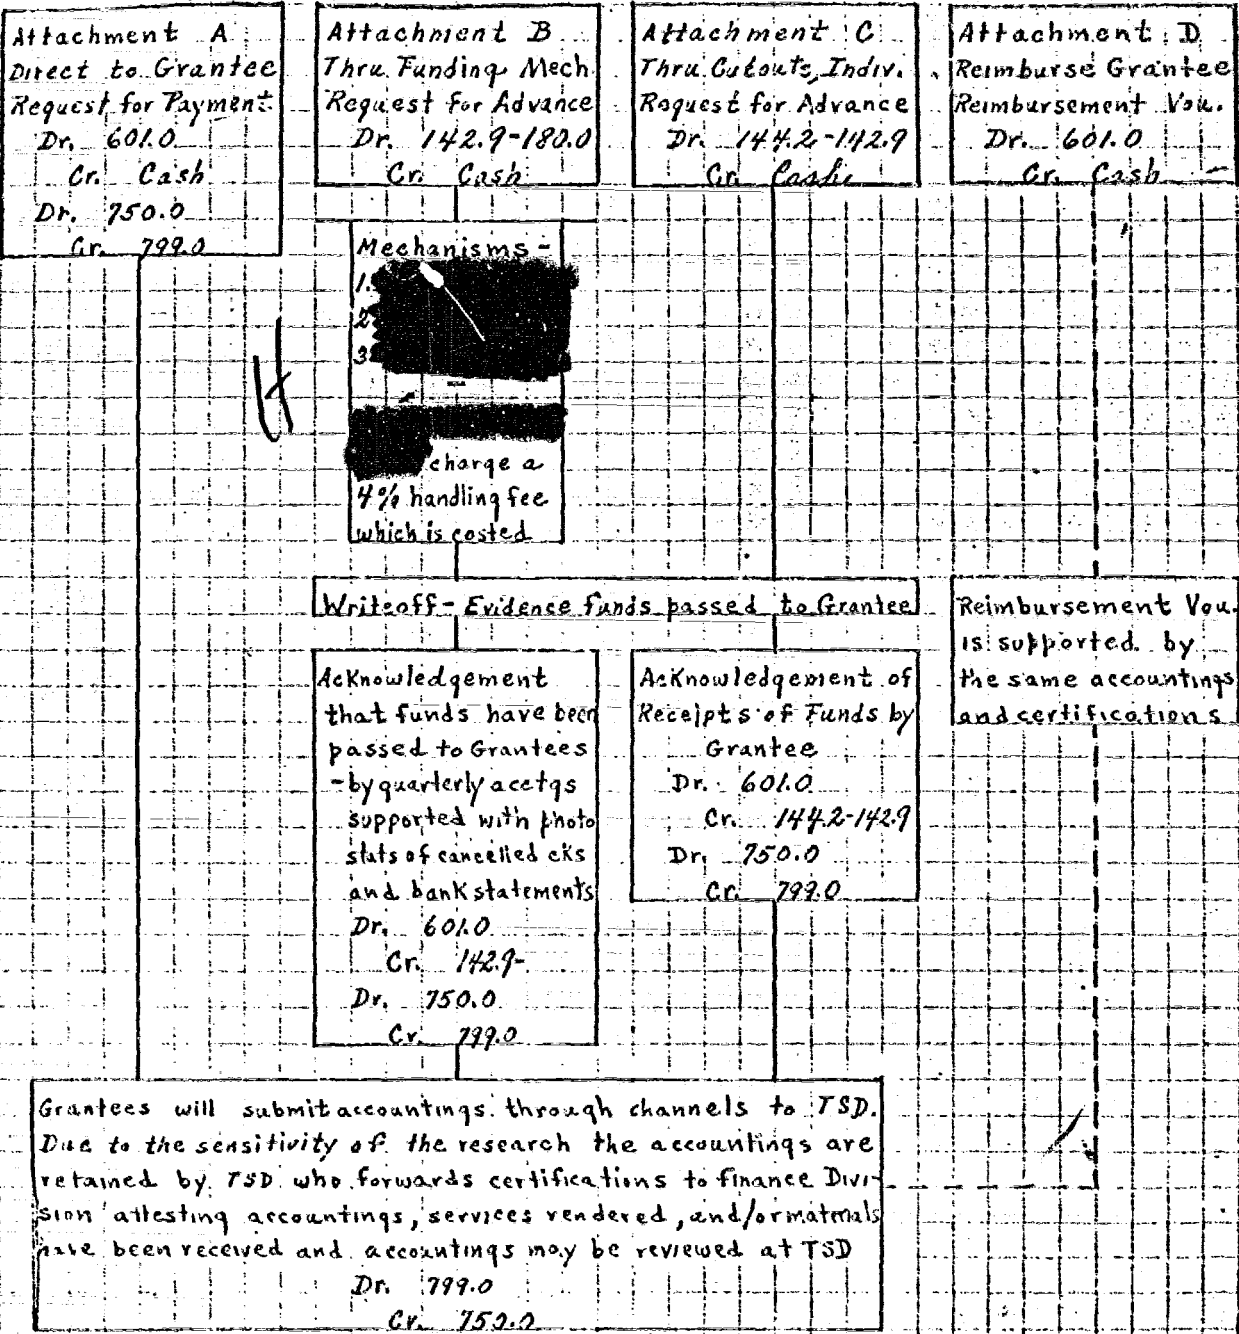 Attachment A
Direct to Grantee
Request for Payment
Dr. 601.0
Cr. Cash
Dr. 750.0
Cr. 799.0
Attachment B
Thru Funding Mech.
Request for Advance
Dr. 142.9-180.0
Cr. Cash
Attachment C
Thru Cutouts, Indiv.
Request for Advance
Dr. 144.2-142.9
Cr. Cash
Attachment D
Reimburse Grantee
Reimbursement Vou.
Dr. 601.0
Cr. Cash
Mechanisms-
1.
2
3
charge a
4% handling fee
which is costed
H
Writeoff- Evidence funds passed to Grantee
Acknowledgement
that funds have been
passed to Grantees
-by quarterly acctgs
supported with photo
stats of cancelled cks
and bank statements
Dr. 601.0
Cr. 142.9-
Dr. 750.0
Cr. 799.0
Acknowledgement of
Receipts of Funds by
Grantee
Dr. 601.0
Cr. 144.2-142.9
Dr. 750.0
Cr. 799.0
Reimbursement Vou.
is supported by
the same accountings
and certifications
Grantees will submit accountings through channels to TSD.
Due to the sensitivity of the research the accountings are
retained by TSD who forwards certifications to Finance Divi-
sion attesting accountings, services rendered, and/or materials
have been received and accountings may be reviewed at TSD
Dr. 799.0
Cr. 750.0